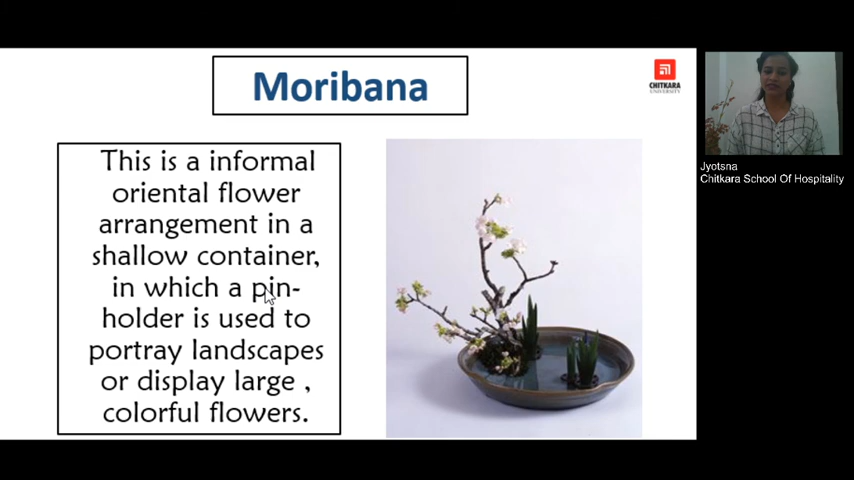 Moribana
CHITKARA
UNIVERSITY
This is a informal
oriental flower
arrangement in a
shallow container,
in which a pin-
holder is used to
portray landscapes
or display large ,
colorful flowers.
Jyotsna
Chitkara School Of Hospitality